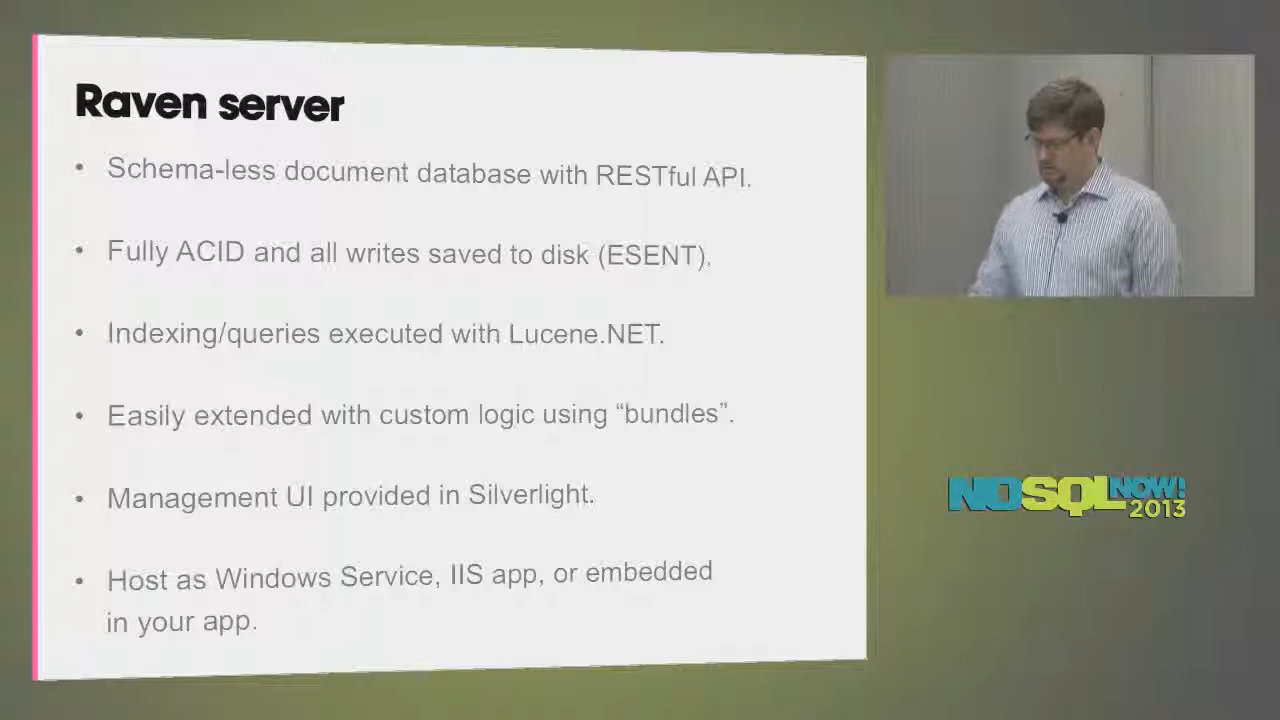 Raven server
• Schema-less document database with RESTful API.
• Fully ACID and all writes saved to disk (ESENT).
• Indexing/queries executed with Lucene.NET.
• Easily extended with custom logic using “bundles”.
• Management UI provided in Silverlight.
• Host as Windows Service, IIS app, or embedded
in your app.
NOSQLNOW!
2013